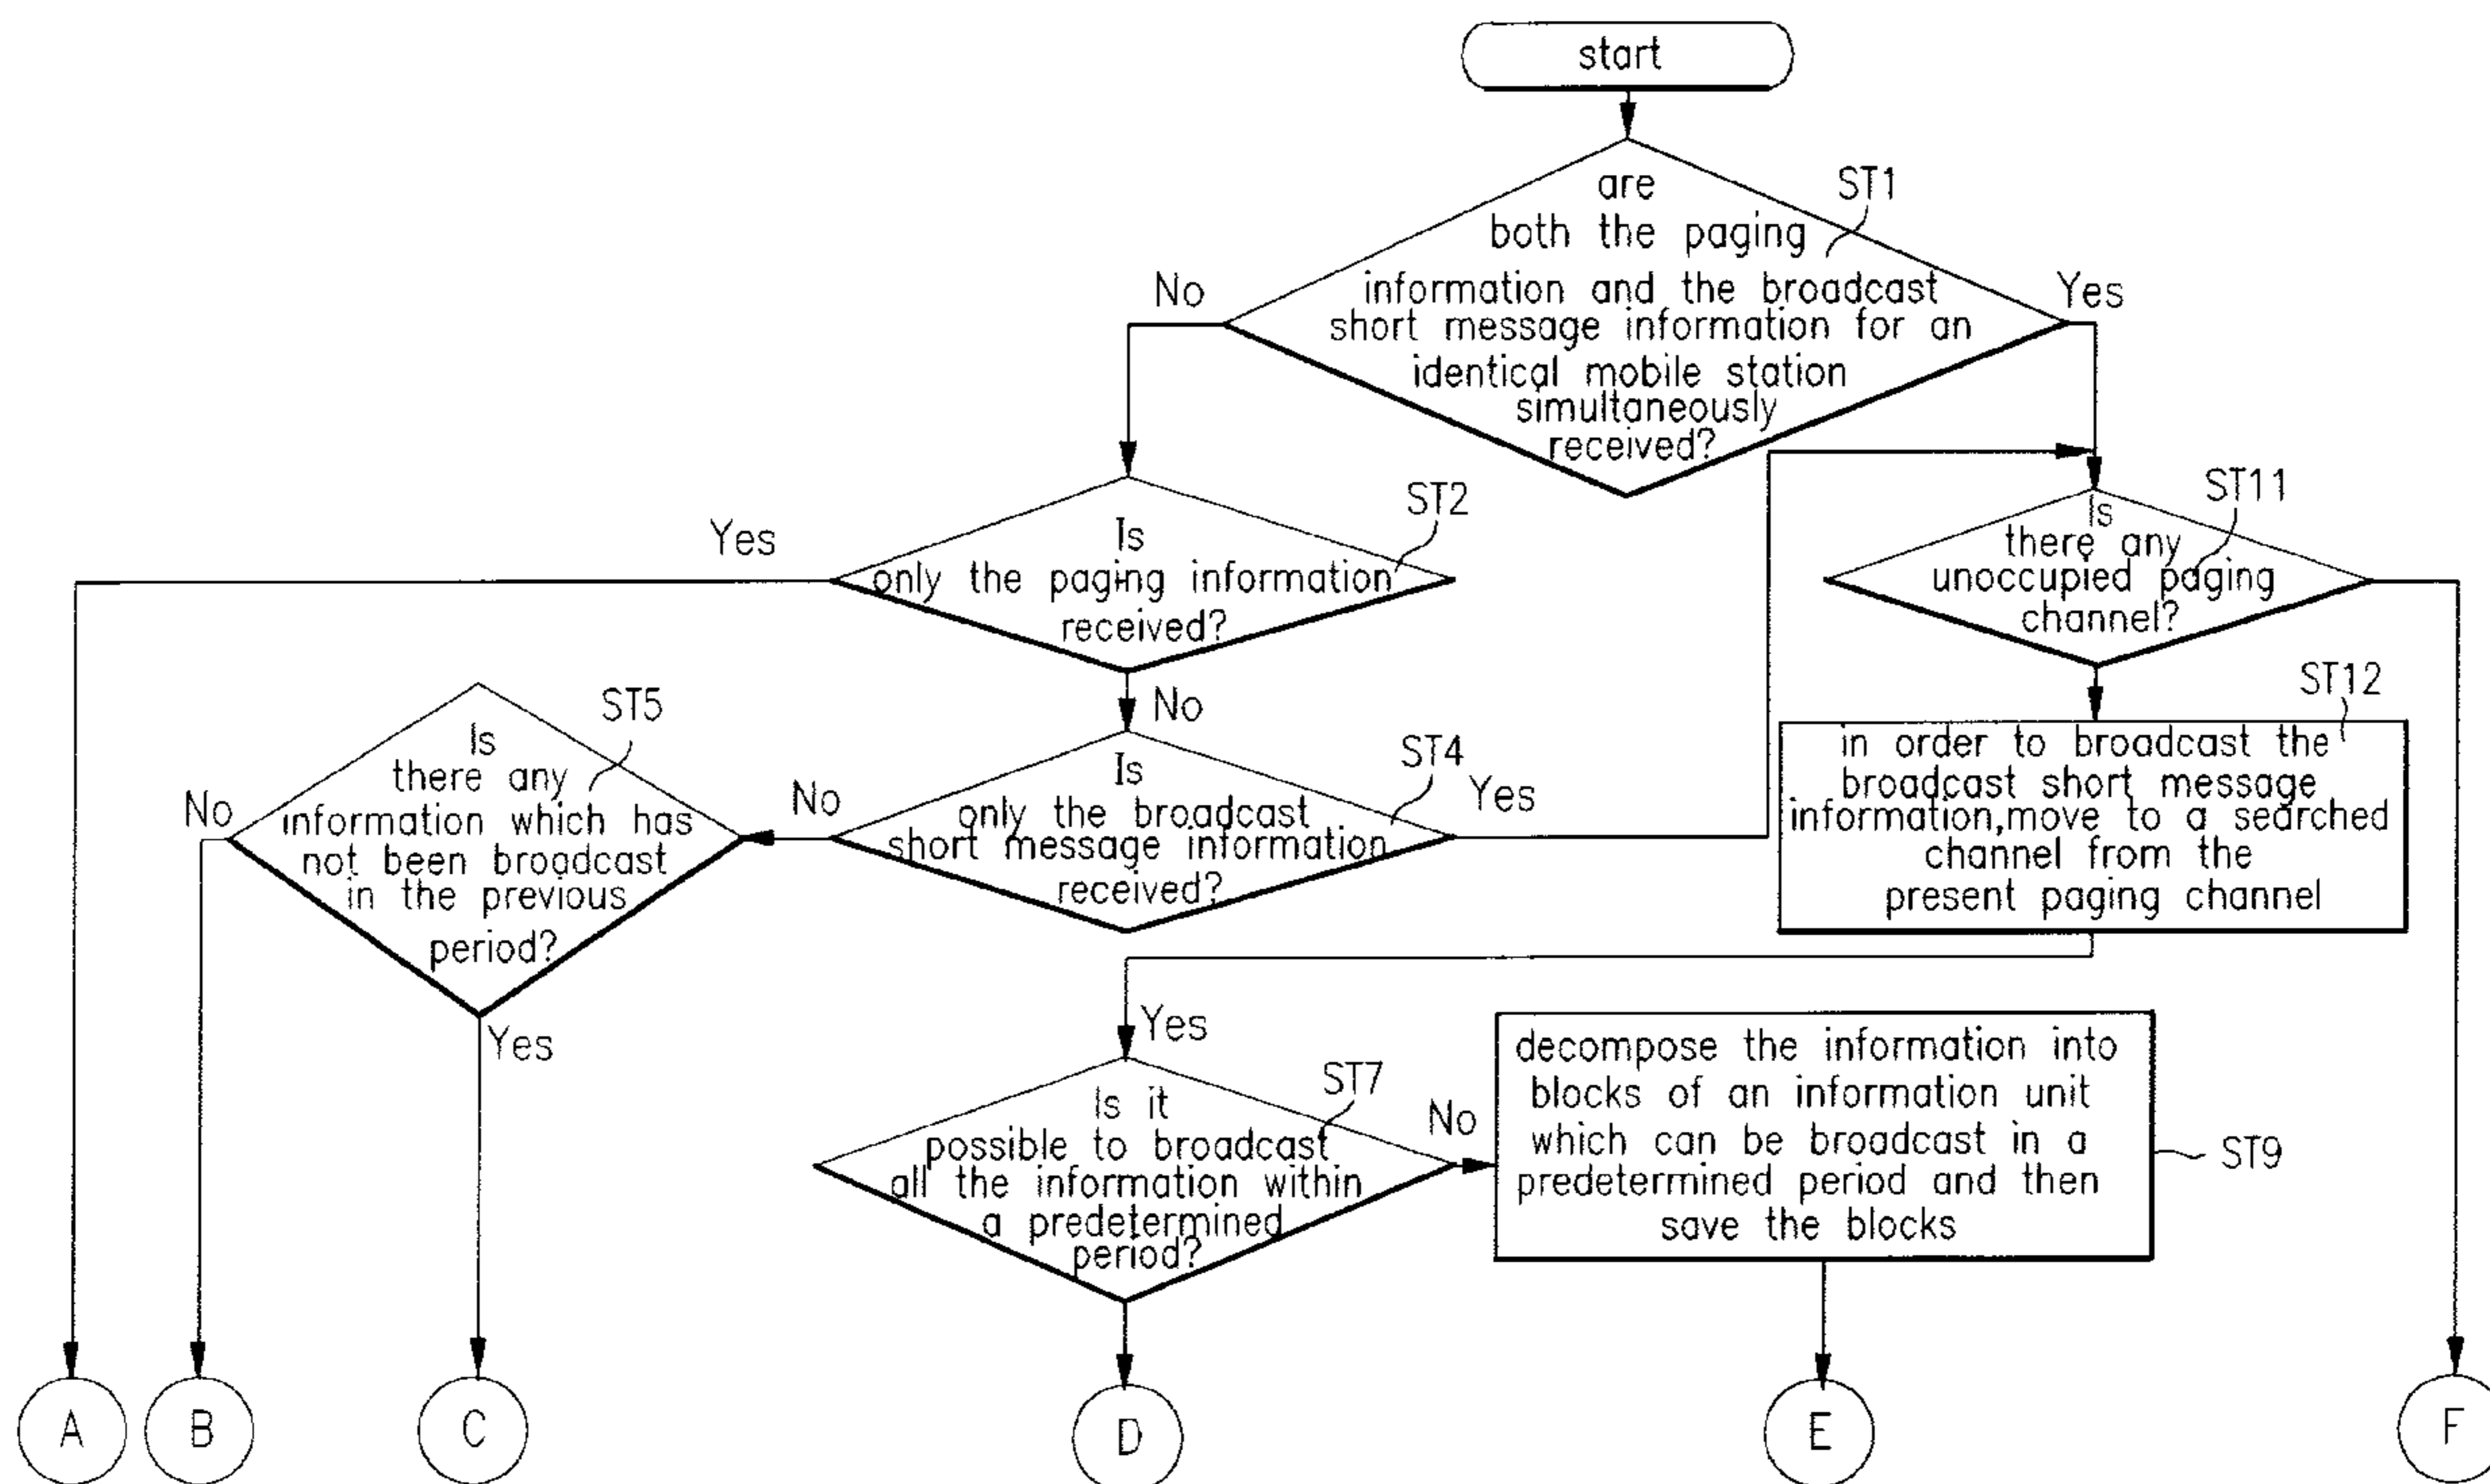 start
are
both the paging
information and the broadcast
short message information for an
identical mobile station
simultaneously
received?
ST1
No
Yes
Is
only the paging information
received?
ST2
Yes
No
Is
there any
unoccupied paging
channel?
ST11
Is
only the broadcast
short message information
received?
ST4
No
Yes
Is
there any
information which has
not been broadcast
in the previous
period?
ST5
No
Yes
in order to broadcast the
broadcast short message
information,move to a searched
channel from the
present paging channel
ST12
Yes
Is it
possible to broadcast
all the information within
a predetermined
period?
ST7
No
decompose the information into
blocks of an information unit
which can be broadcast in a
predetermined period and then
save the blocks
ST9
A
B
C
D
E
F